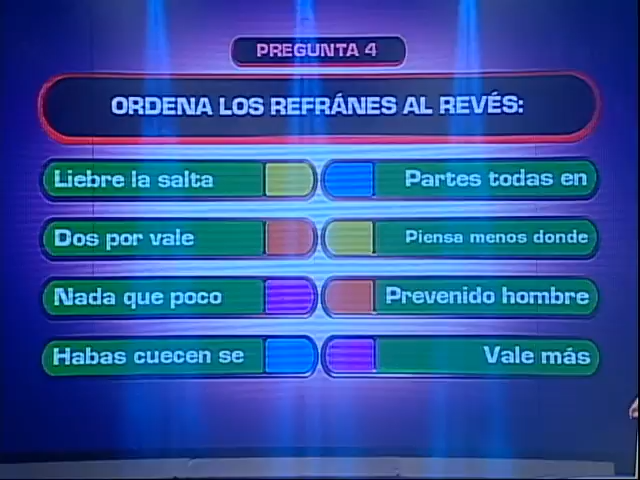 PREGUNTA 4
ORDENA LOS REFRÁNES AL REVÉS:
Liebre la salta
Partes todas en
Dos por vale
Piensa menos donde
Nada que poco
Prevenido hombre
Habas cuecen se
Vale más